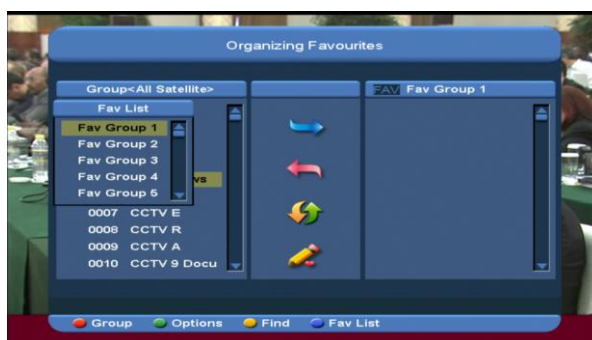 Organizing Favourites
Group<All Satellite>
FAV Fav Group 1
Fav List
Fav Group 1
Fav Group 2
Fav Group 3
Fav Group 4
Fav Group 5
vs
0007 CCTV E
0008 CCTV R
0009 CCTV A
0010 CCTV 9 Docu
Group Options Find Fav List